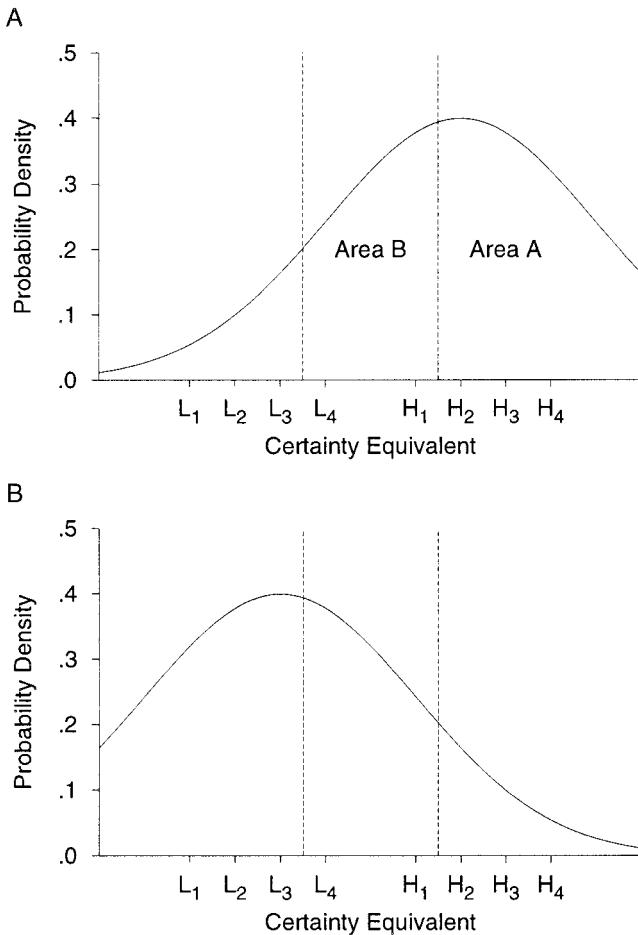 A
.5
.4
.3
.2
.1
.0
Probability Density
Area B
Area A
L1 L2 L3 L4 H1 H2 H3 H4
Certainty Equivalent
B
.5
.4
.3
.2
.1
.0
Probability Density
L1 L2 L3 L4 H1 H2 H3 H4
Certainty Equivalent